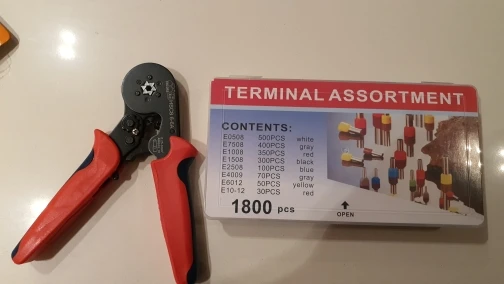 TERMINAL ASSORTMENT
CONTENTS:
E0508 500PCS white
E7508 400PCS gray
E1008 350PCS red
E1508 300PCS black
E2508 100PCS blue
E4009 70PCS gray
E6012 50PCS yellow
E10-12 30PCS red
1800 pcs
OPEN